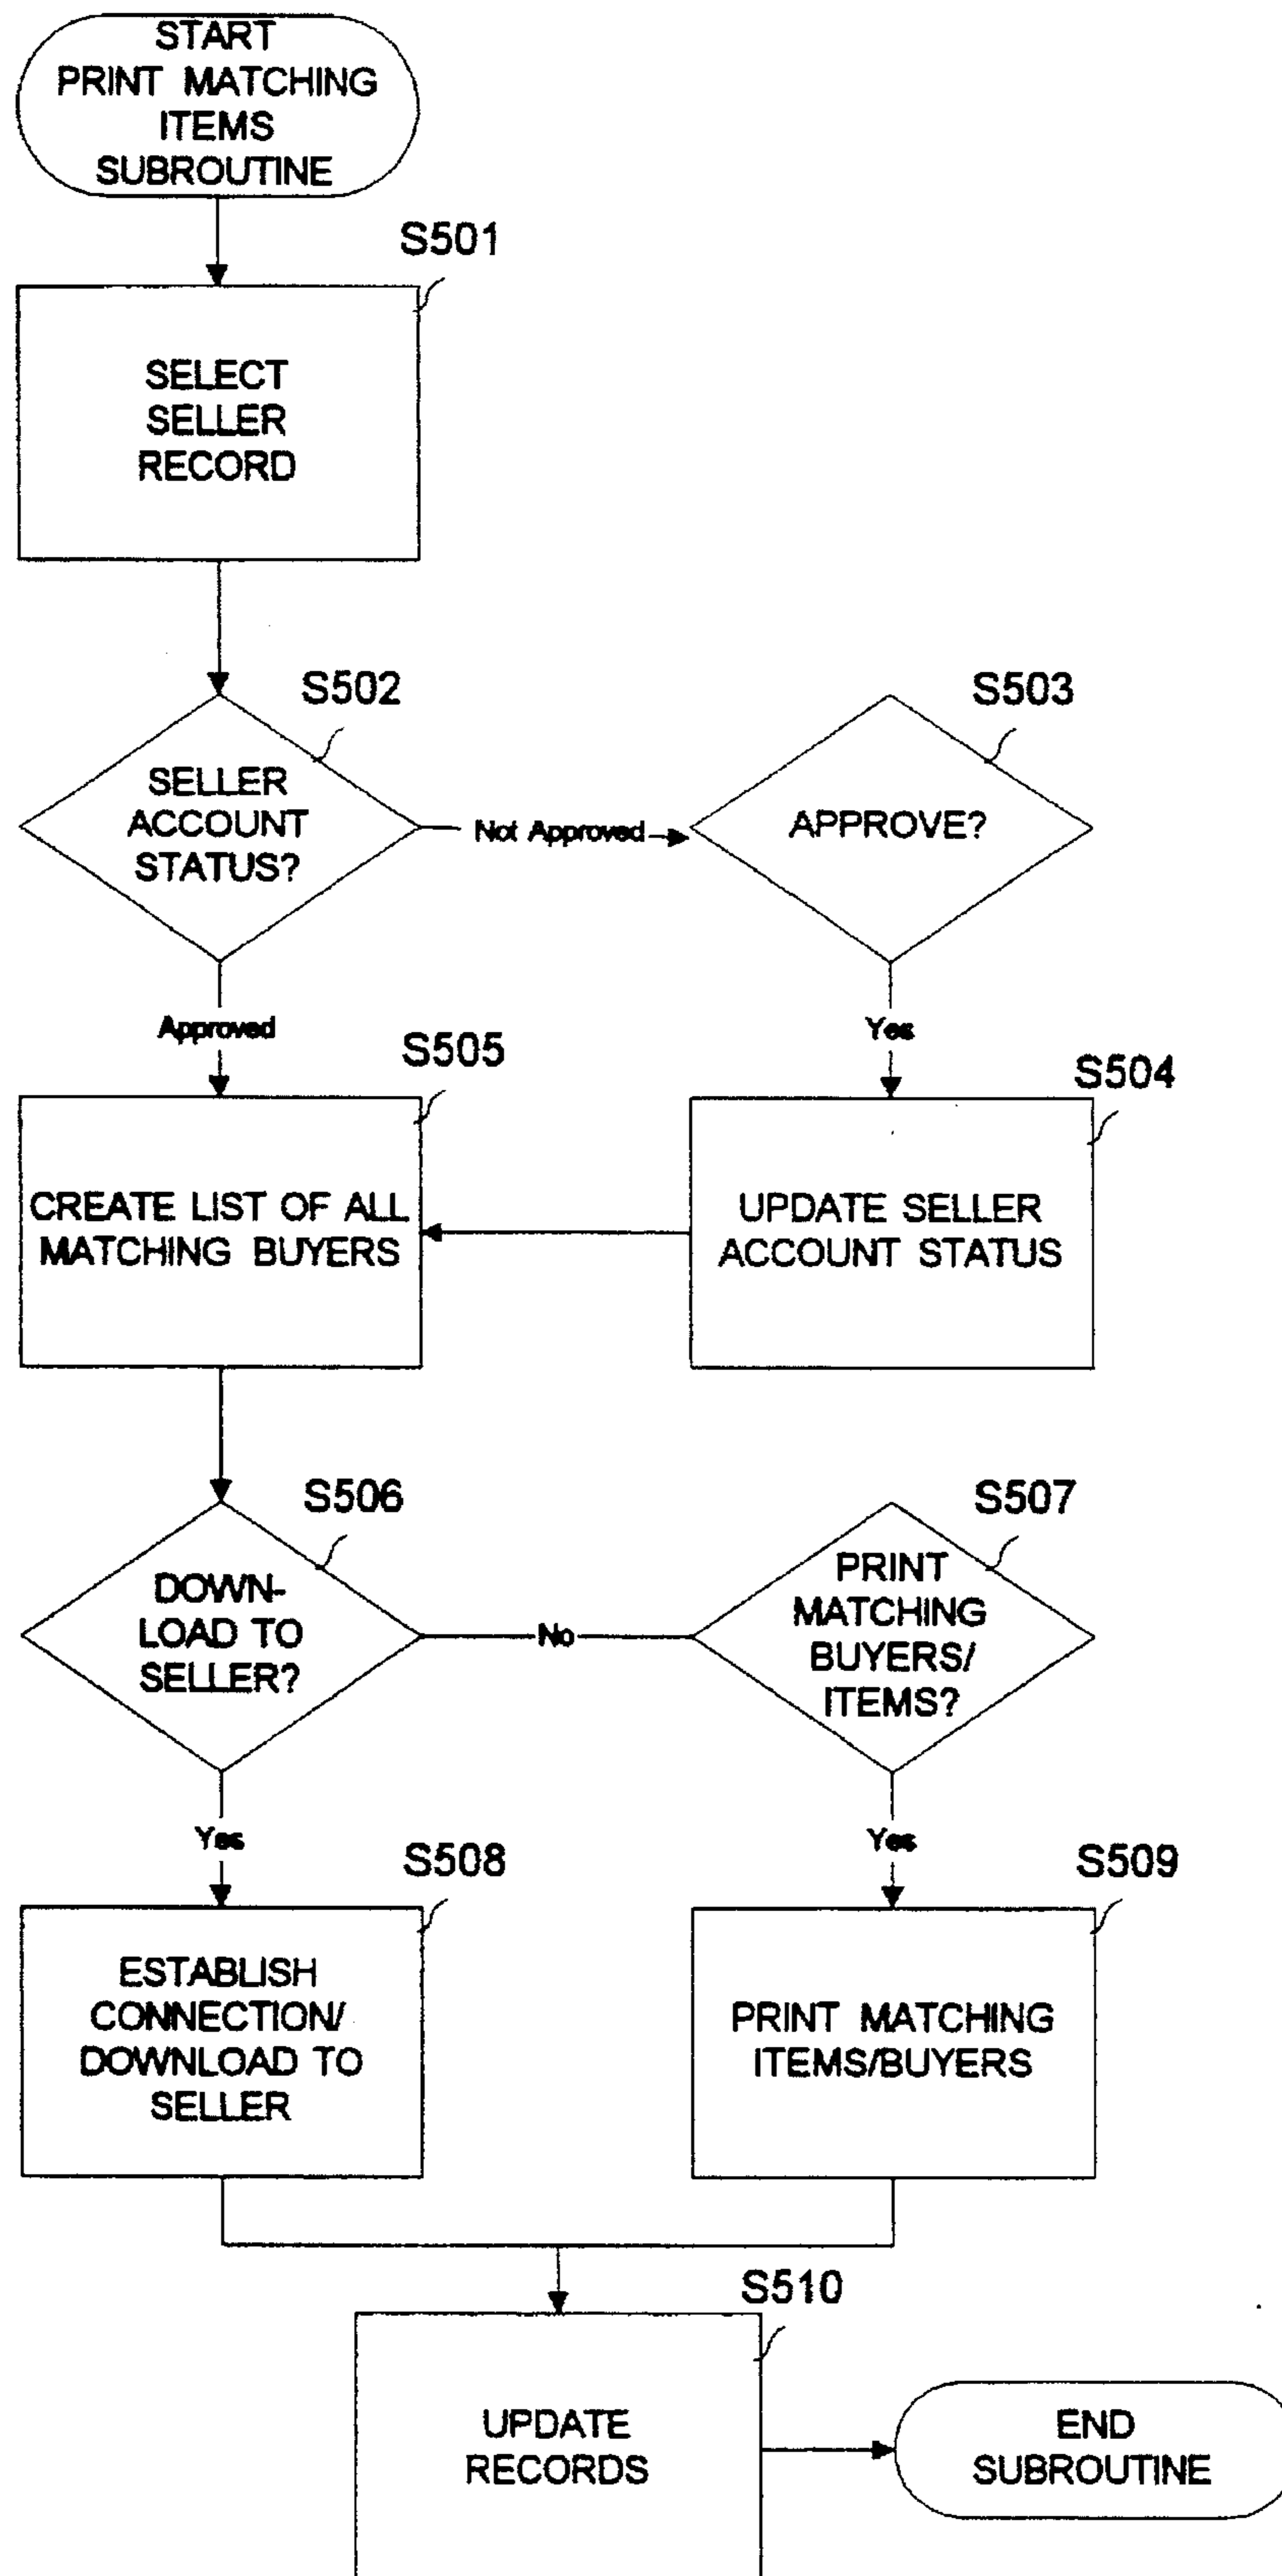 START
PRINT MATCHING
ITEMS
SUBROUTINE
S501
SELECT
SELLER
RECORD
S502
SELLER
ACCOUNT
STATUS?
Not Approved
S503
APPROVE?
Approved
Yes
S505
CREATE LIST OF ALL
MATCHING BUYERS
S504
UPDATE SELLER
ACCOUNT STATUS
S506
DOWN-
LOAD TO
SELLER?
No
S507
PRINT
MATCHING
BUYERS/
ITEMS?
Yes
Yes
S508
ESTABLISH
CONNECTION/
DOWNLOAD TO
SELLER
S509
PRINT MATCHING
ITEMS/BUYERS
S510
UPDATE
RECORDS
END
SUBROUTINE